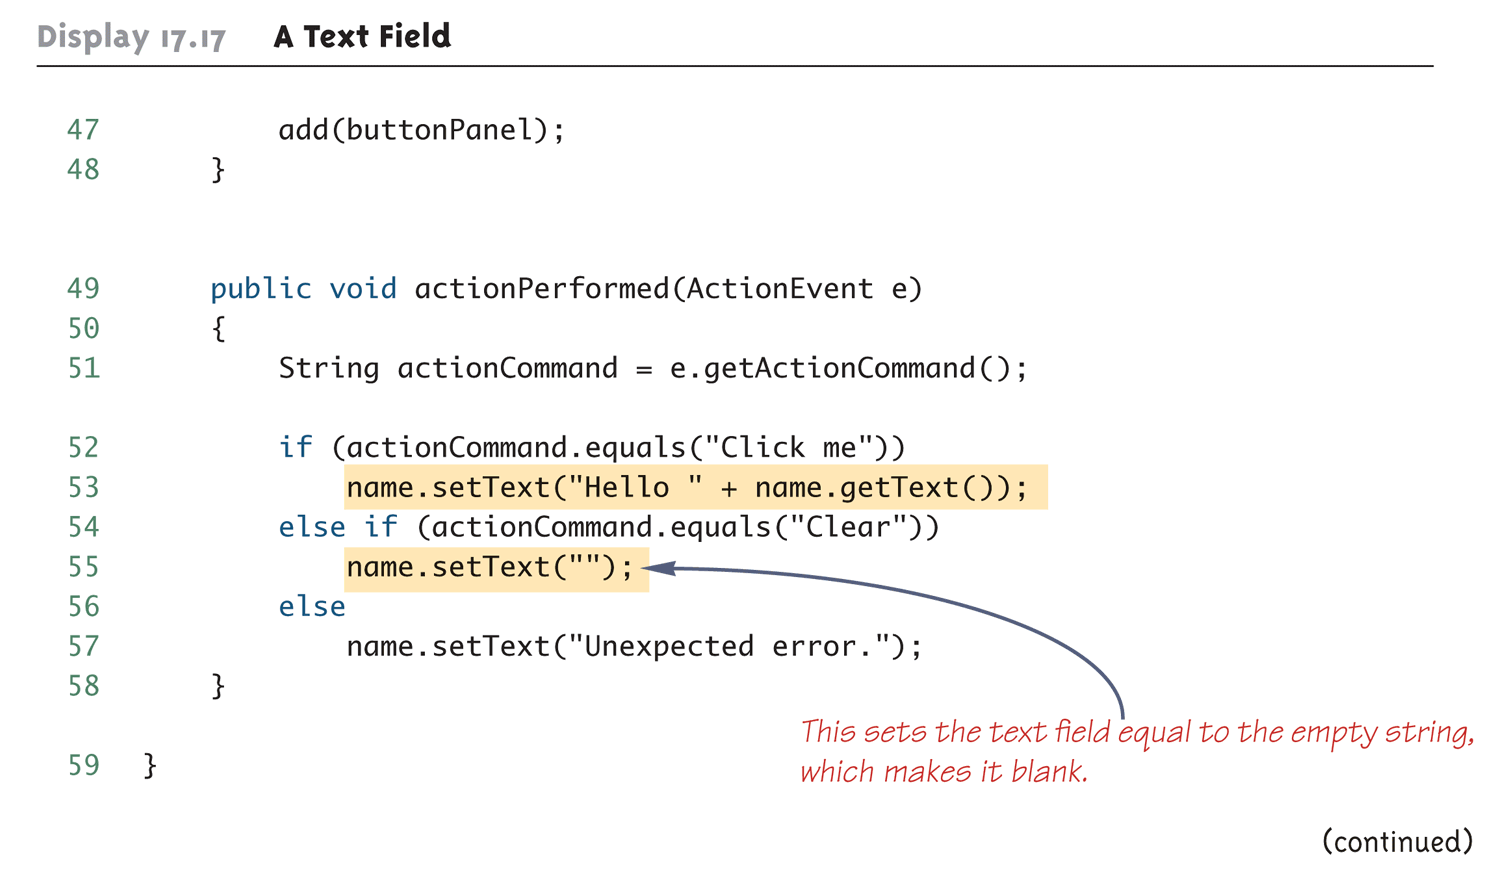 Display 17.17 A Text Field
47 add(buttonPanel);
48 }
49 public void actionPerformed(ActionEvent e)
50 {
51 String actionCommand = e.getActionCommand();
52 if (actionCommand.equals("Click me"))
53 name.setText("Hello " + name.getText());
54 else if (actionCommand.equals("Clear"))
55 name.setText("");
56 else
57 name.setText("Unexpected error.");
58 }
This sets the text field equal to the empty string,
59 }
which makes it blank.
(continued)